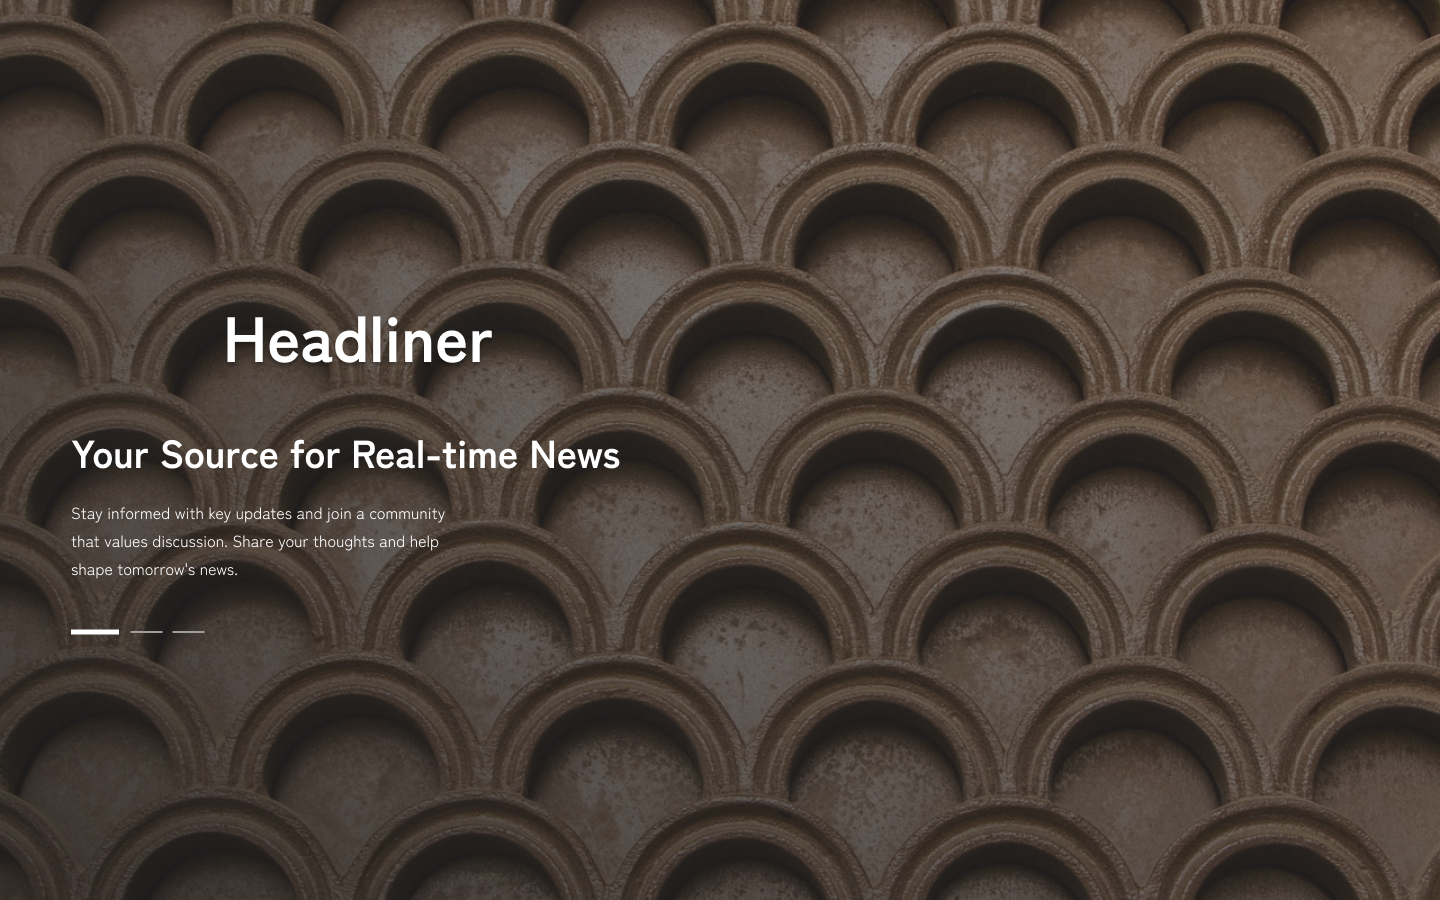 Headliner
Your Source for Real-time News
Stay informed with key updates and join a community
that values discussion. Share your thoughts and help
shape tomorrow's news.